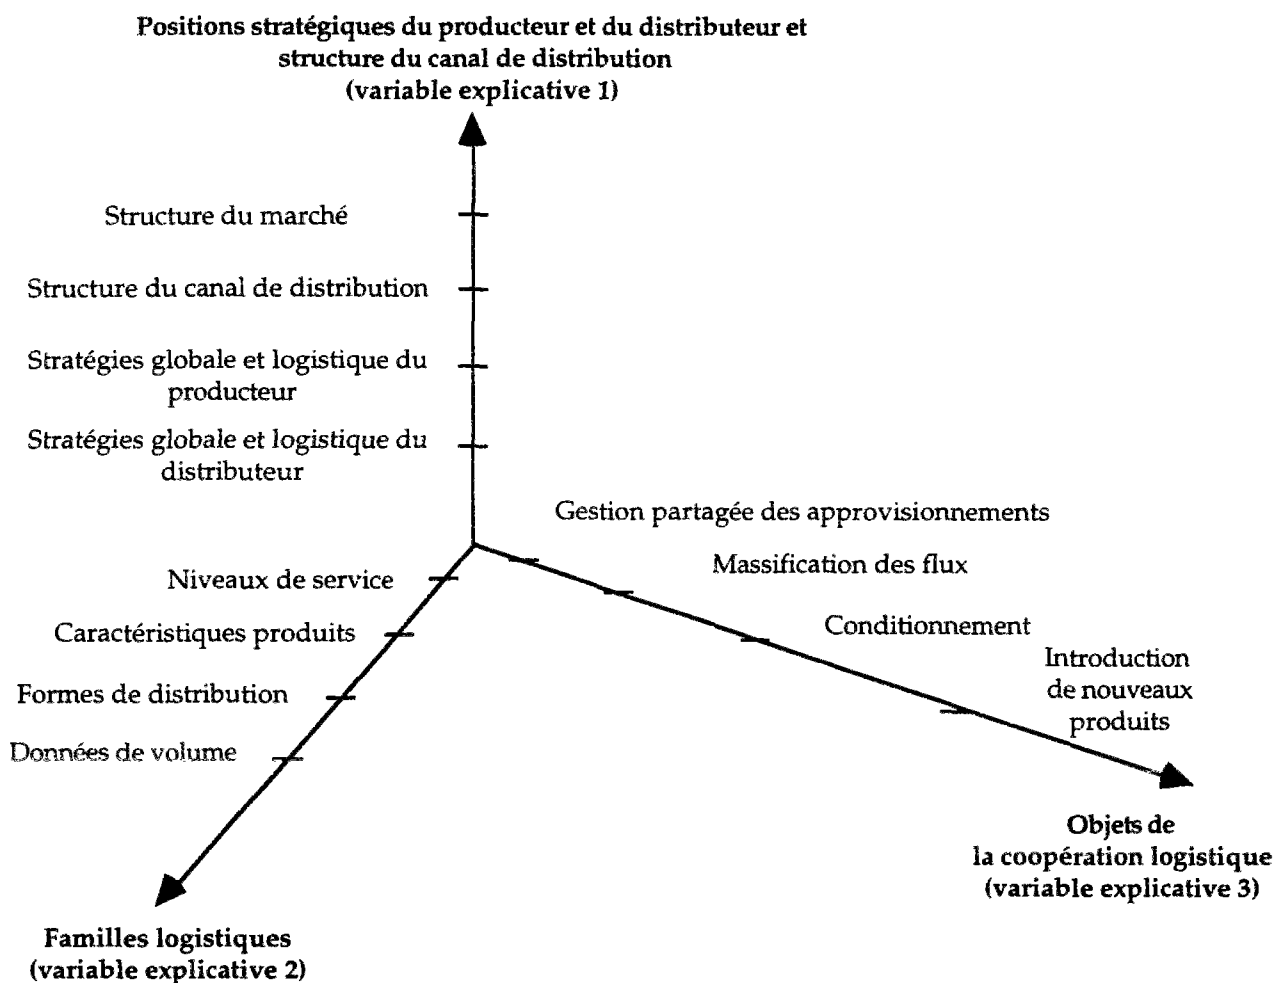 Positions stratégiques du producteur et du distributeur et
structure du canal de distribution
(variable explicative 1)
Structure du marché
Structure du canal de distribution
Stratégies globale et logistique du
producteur
Stratégies globale et logistique du
distributeur
Gestion partagée des approvisionnements
Massification des flux
Conditionnement
Introduction
de nouveaux
produits
Niveaux de service
Caractéristiques produits
Formes de distribution
Données de volume
Objets de
la coopération logistique
(variable explicative 3)
Familles logistiques
(variable explicative 2)